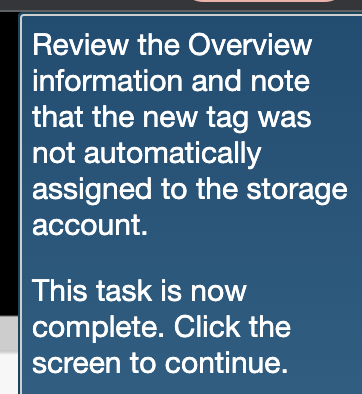 Review the Overview
information and note
that the new tag was
not automatically
assigned to the storage
account.
This task is now
complete. Click the
screen to continue.